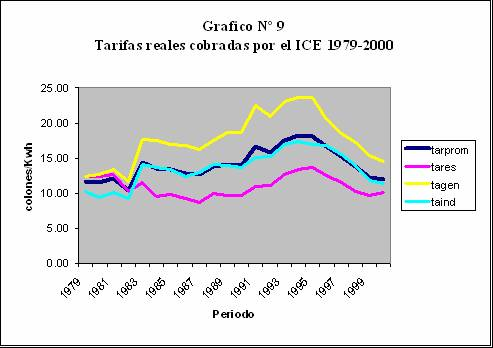 Grafico N° 9
Tarifas reales cobradas por el ICE 1979-2000
colones/Kwh
25.00
20.00
15.00
10.00
5.00
0.00
1979
1981
1983
1985
1987
1989
1991
1993
1995
1997
1999
Periodo
tarprom
tares
tagen
taind